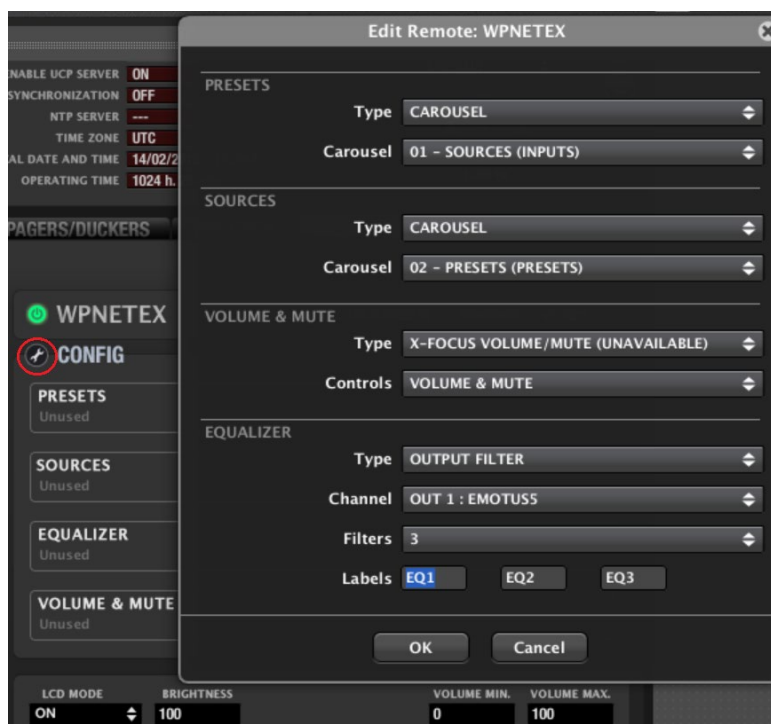 Edit Remote: WPNETEX
ENABLE UCP SERVER ON
SYNCHRONIZATION OFF
NTP SERVER ---
TIME ZONE UTC
DATE AND TIME 14/02/2
OPERATING TIME 1024 h.
PAGERS/DUCKERS
WPNETEX
CONFIG
PRESETS
Unused
SOURCES
Unused
EQUALIZER
Unused
VOLUME & MUTE
Unused
LCD MODE
ON
BRIGHTNESS
100
VOLUME MIN.
0
VOLUME MAX.
100
PRESETS
Type CAROUSEL
Carousel 01 - SOURCES (INPUTS)
SOURCES
Type CAROUSEL
Carousel 02 - PRESETS (PRESETS)
VOLUME & MUTE
Type X-FOCUS VOLUME/MUTE (UNAVAILABLE)
Controls VOLUME & MUTE
EQUALIZER
Type OUTPUT FILTER
Channel OUT 1 : EMOTUS5
Filters 3
Labels EQ1 EQ2 EQ3
OK Cancel